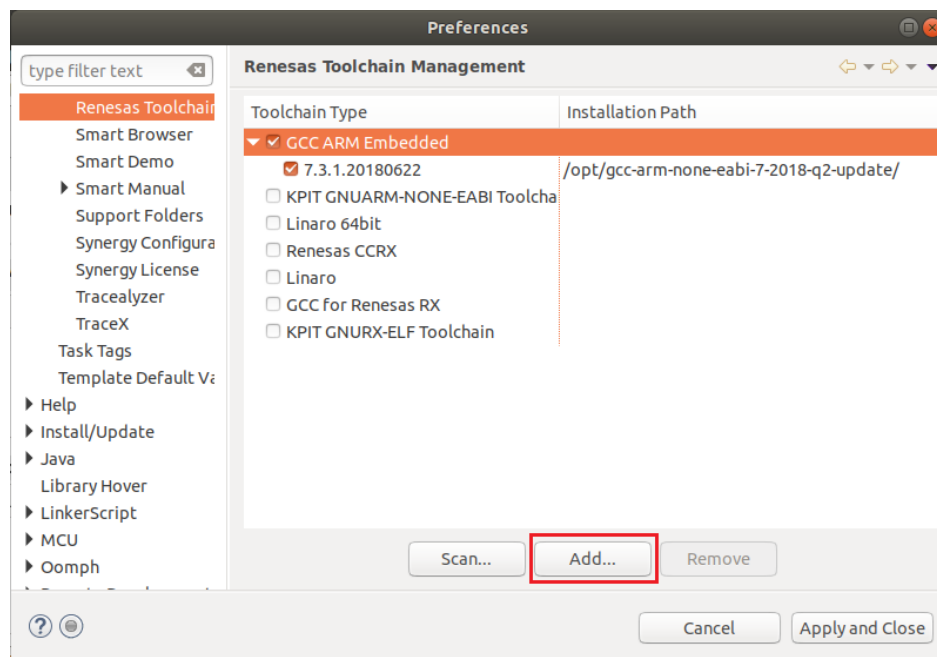 Preferences
type filter text
Renesas Toolchain Management
Renesas Toolchain
Smart Browser
Smart Demo
Smart Manual
Support Folders
Synergy Configura
Synergy License
Tracealyzer
TraceX
Task Tags
Template Default Va
Help
Install/Update
Java
Library Hover
LinkerScript
MCU
Oomph
Toolchain Type Installation Path
GCC ARM Embedded
7.3.1.20180622 /opt/gcc-arm-none-eabi-7-2018-q2-update/
KPIT GNUARM-NONE-EABI Toolcha
Linaro 64bit
Renesas CCRX
Linaro
GCC for Renesas RX
KPIT GNURX-ELF Toolchain
Scan... Add... Remove
? Cancel Apply and Close